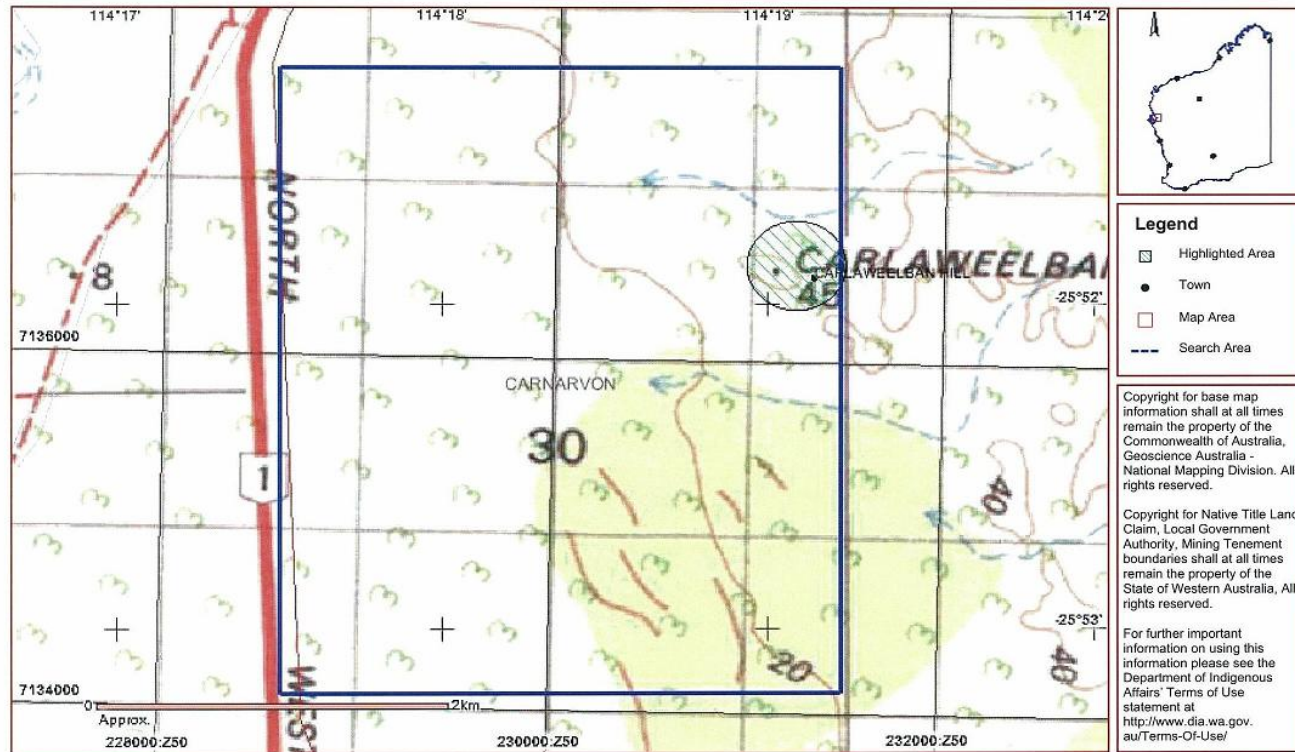 114°17'
114°18'
114°19'
114°2
NORTH
8
CARLAWEELBAN
CARLAWEELBAN HILL
45
-25°52'
7136000
CARNARVON
30
1
40
-25°53'
40
20
WEST
7134000
0
2km
Approx.
228000:Z50
230000:Z50
232000:Z50
Legend
Highlighted Area
Town
Map Area
Search Area
Copyright for base map
information shall at all times
remain the property of the
Commonwealth of Australia,
Geoscience Australia -
National Mapping Division. All
rights reserved.
Copyright for Native Title Land
Claim, Local Government
Authority, Mining Tenement
boundaries shall at all times
remain the property of the
State of Western Australia, All
rights reserved.
For further important
information on using this
information please see the
Department of Indigenous
Affairs' Terms of Use
statement at
http://www.dia.wa.gov.
au/Terms-Of-Use/